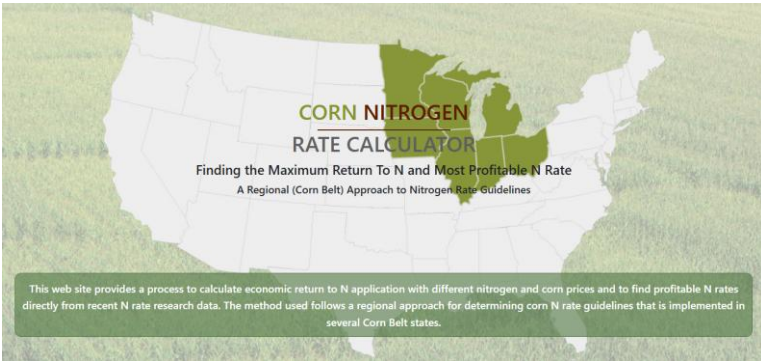 CORN NITROGEN
RATE CALCULATOR
Finding the Maximum Return To N and Most Profitable N Rate
A Regional (Corn Belt) Approach to Nitrogen Rate Guidelines
This web site provides a process to calculate economic return to N application with different nitrogen and corn prices and to find profitable N rates
directly from recent N rate research data. The method used follows a regional approach for determining corn N rate guidelines that is implemented in
several Corn Belt states.